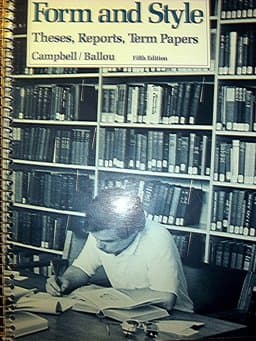 Form and Style
Theses, Reports, Term Papers
Campbell/Ballou Fifth Edition